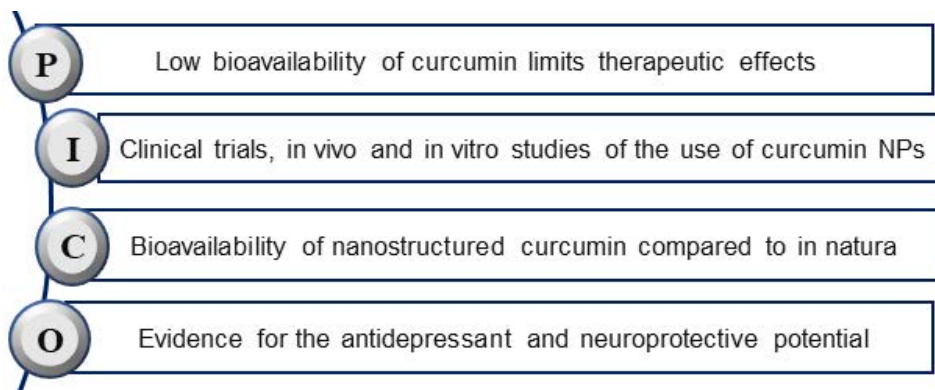 P Low bioavailability of curcumin limits therapeutic effects
I Clinical trials, in vivo and in vitro studies of the use of curcumin NPs
C Bioavailability of nanostructured curcumin compared to in natura
O Evidence for the antidepressant and neuroprotective potential